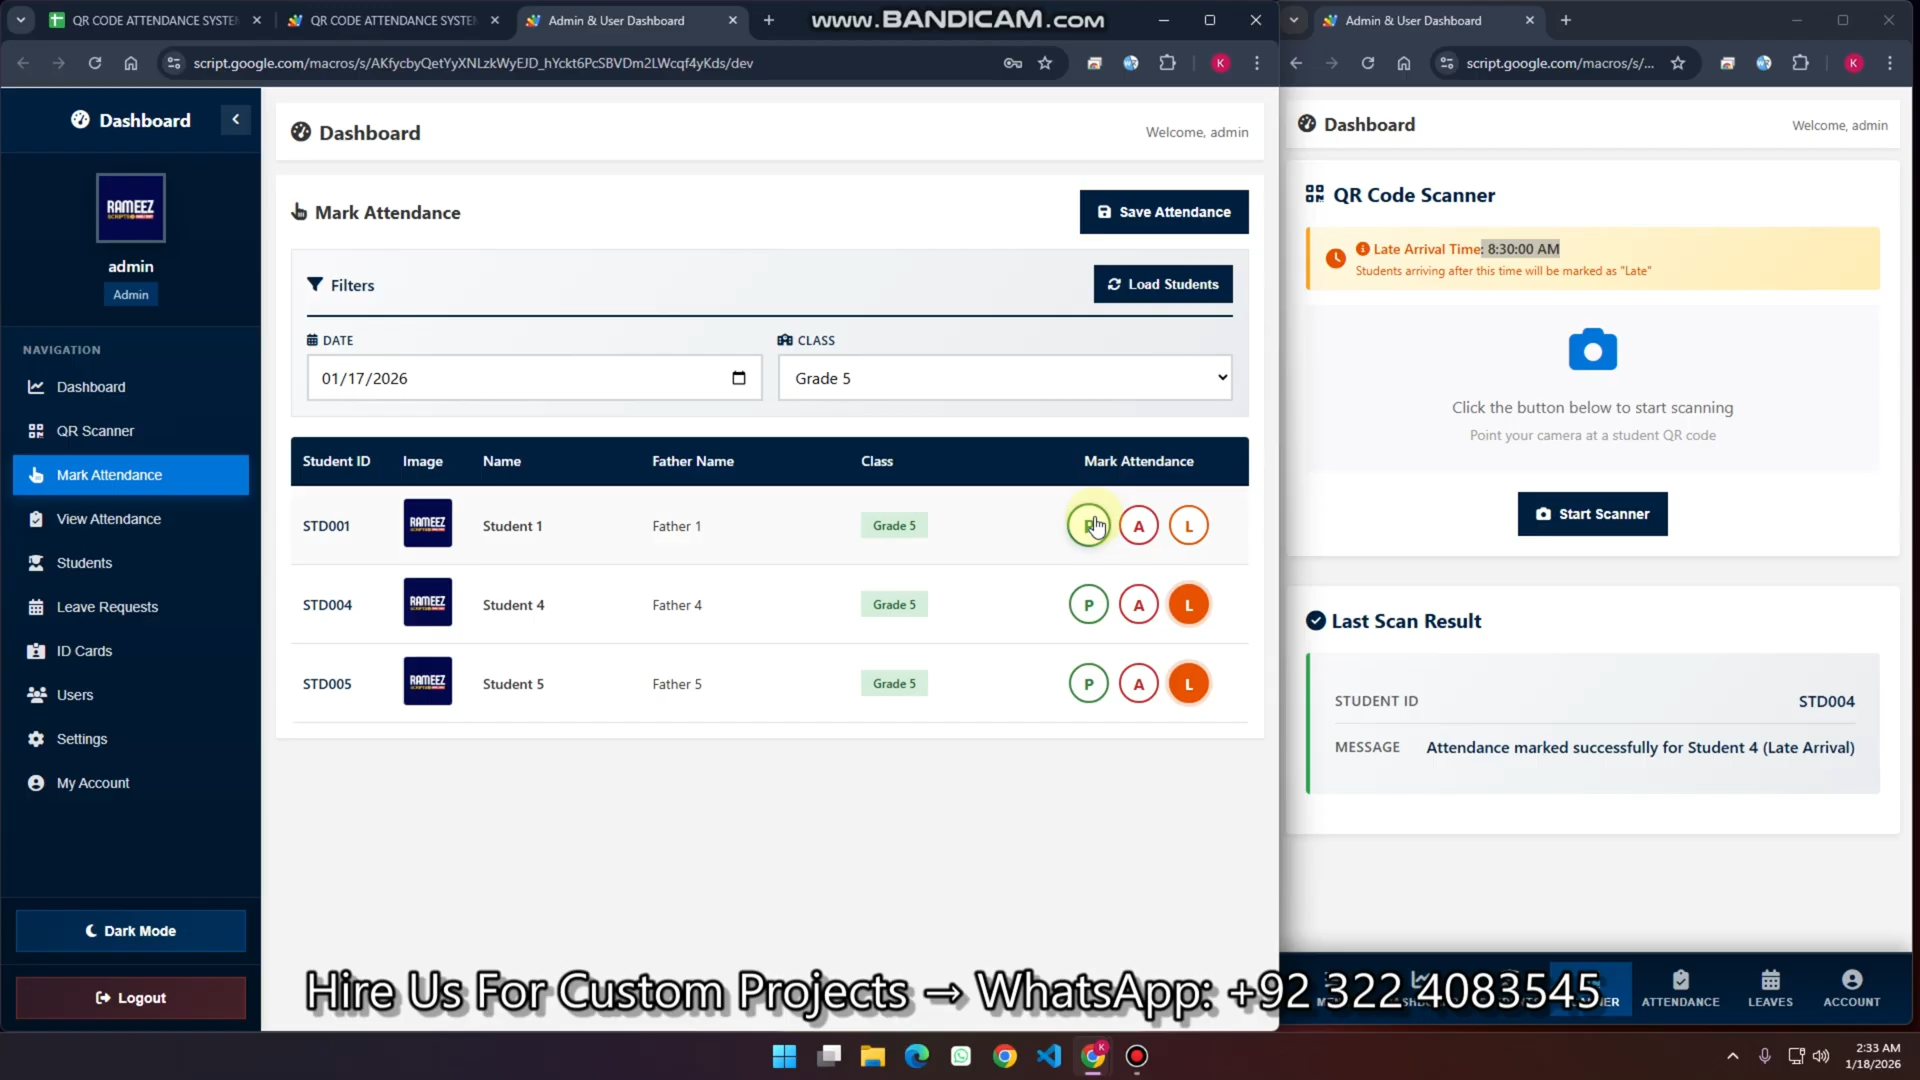 QR CODE ATTENDANCE SYSTEM
QR CODE ATTENDANCE SYSTEM
Admin & User Dashboard
www.BANDICAM.com
Admin & User Dashboard
script.google.com/macros/s/AKfycbyQetYyXNLzkWyEJD_hYckt6PcSBVDm2LWcqf4yKds/dev
K
script.google.com/macros/s/...
K
Dashboard
RAMEEZ
SCRIPTS
admin
Admin
NAVIGATION
Dashboard
QR Scanner
Mark Attendance
View Attendance
Students
Leave Requests
ID Cards
Users
Settings
My Account
Dark Mode
Logout
Dashboard
Welcome, admin
Mark Attendance
Save Attendance
Filters
Load Students
DATE
CLASS
01/17/2026
Grade 5
Student ID Image Name Father Name Class Mark Attendance
STD001 RAMEEZ Student 1 Father 1 Grade 5 P A L
STD004 RAMEEZ Student 4 Father 4 Grade 5 P A L
STD005 RAMEEZ Student 5 Father 5 Grade 5 P A L
Dashboard
Welcome, admin
QR Code Scanner
Late Arrival Time: 8:30:00 AM
Students arriving after this time will be marked as "Late"
Click the button below to start scanning
Point your camera at a student QR code
Start Scanner
Last Scan Result
STUDENT ID STD004
MESSAGE Attendance marked successfully for Student 4 (Late Arrival)
ATTENDANCE
LEAVES
ACCOUNT
Hire Us For Custom Projects → WhatsApp: +92 322 4083545
2:33 AM
1/18/2026